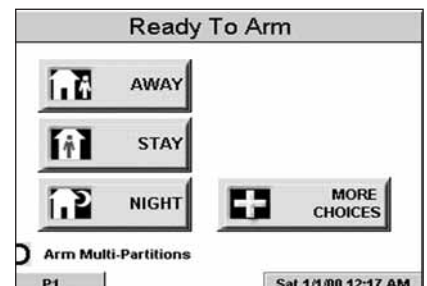 Ready To Arm
AWAY
STAY
NIGHT
MORE
CHOICES
Arm Multi-Partitions
P1
Sat 1/1/00 12:17 AM